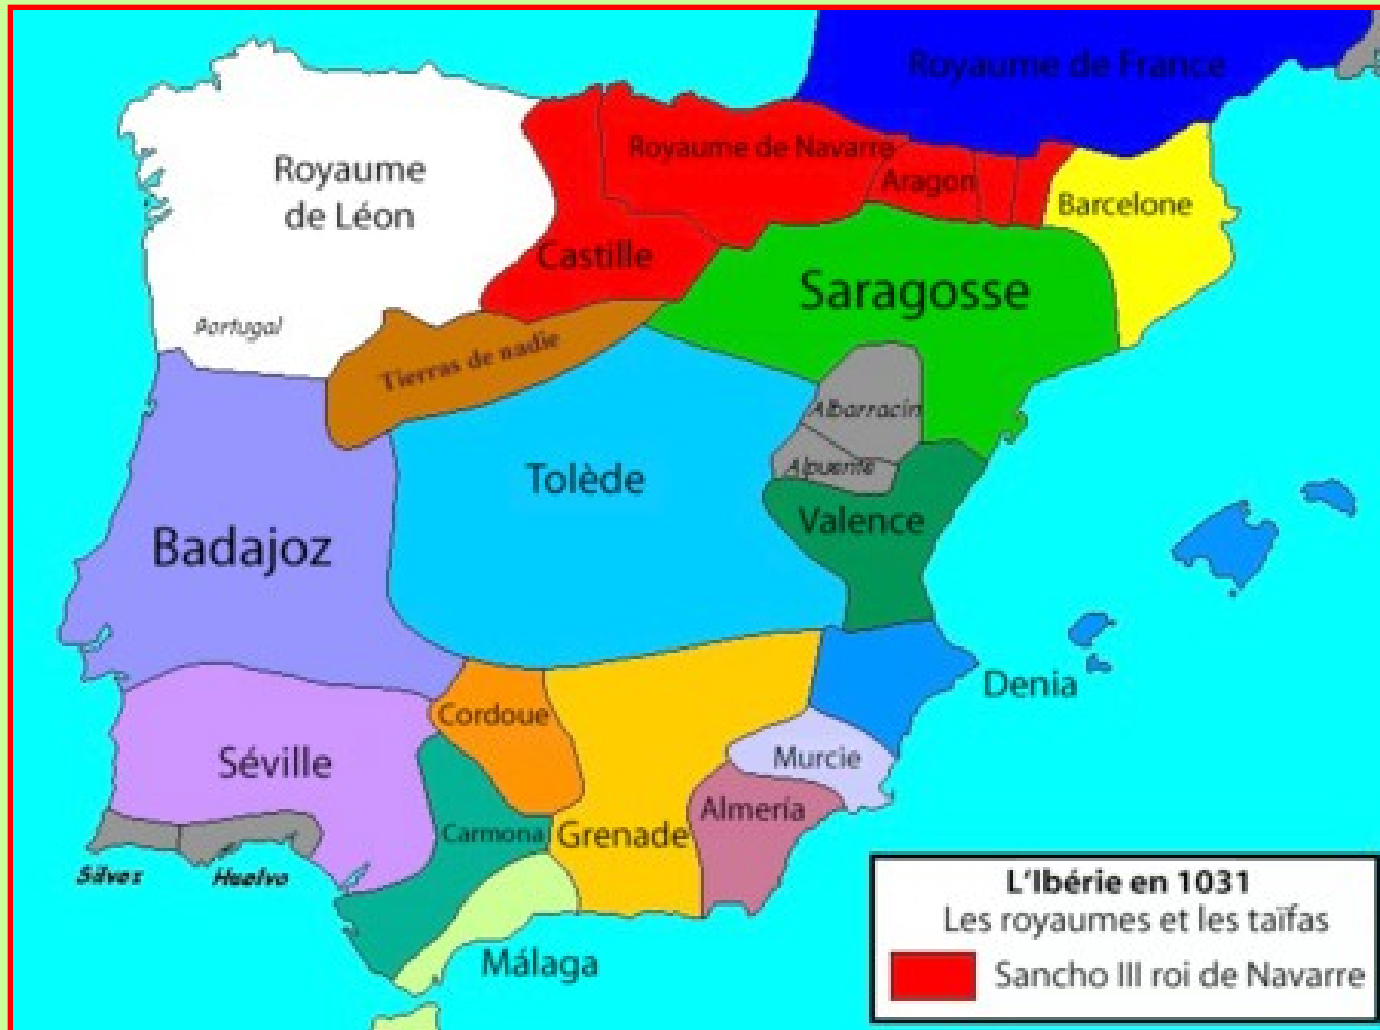 Royaume de France
Royaume
de Léon
Royaume de Navarre
Aragon
Barcelone
Castille
Saragosse
Portugal
Tierras de nadie
Albarracín
Alpuente
Tolède
Valence
Badajoz
Denia
Cordoue
Séville
Murcie
Almería
Carmona
Grenade
Silves
Huelva
Málaga
L'Ibérie en 1031
Les royaumes et les taïfas
Sancho III roi de Navarre